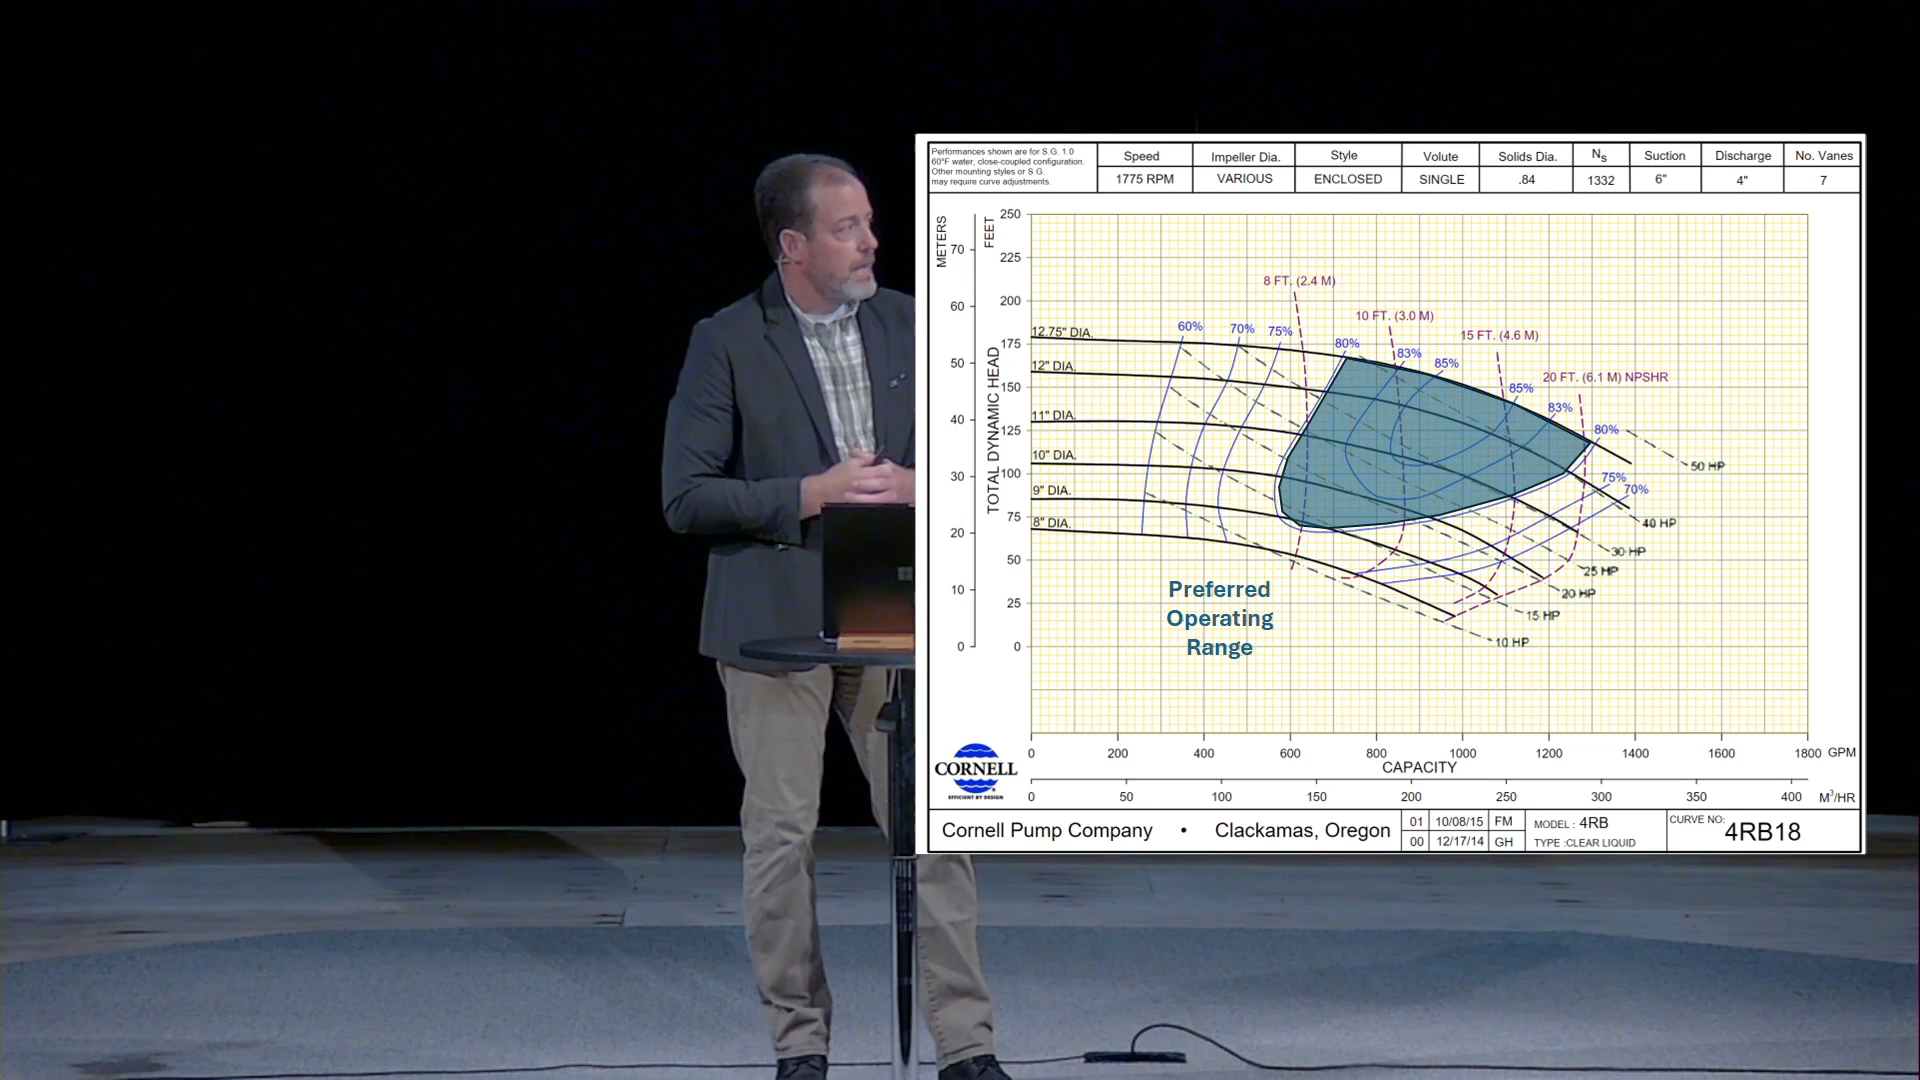 Performances shown are for S.G. 1.0
60°F water, close-coupled configuration.
Other mounting styles or S.G.
may require curve adjustments.
Speed Impeller Dia. Style Volute Solids Dia. Ns Suction Discharge No. Vanes
1775 RPM VARIOUS ENCLOSED SINGLE .84 1332 6" 4" 7
METERS
70
60
50
40
30
20
10
0
FEET
250
225
200
175
150
125
100
75
50
25
0
TOTAL DYNAMIC HEAD
12.75" DIA.
12" DIA.
11" DIA.
10" DIA.
9" DIA.
8" DIA.
8 FT. (2.4 M)
10 FT. (3.0 M)
15 FT. (4.6 M)
20 FT. (6.1 M) NPSHR
60% 70% 75% 80% 83% 85%
85%
83%
80%
75%
70%
50 HP
40 HP
30 HP
25 HP
20 HP
15 HP
10 HP
Preferred
Operating
Range
0 200 400 600 800 1000 1200 1400 1600 1800 GPM
CAPACITY
0 50 100 150 200 250 300 350 400 M³/HR
CORNELL
EFFICIENT BY DESIGN
Cornell Pump Company • Clackamas, Oregon
01 10/08/15 FM
00 12/17/14 GH
MODEL : 4RB
TYPE :CLEAR LIQUID
CURVE NO:
4RB18